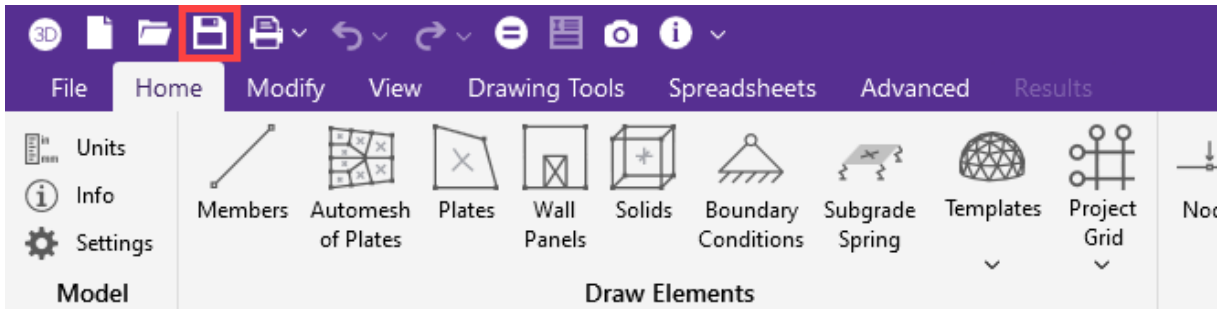 3D
File Home Modify View Drawing Tools Spreadsheets Advanced Results
Units
Info
Settings
Model
Members
Automesh
of Plates
Plates
Wall
Panels
Solids
Boundary
Conditions
Subgrade
Spring
Templates
Project
Grid
Draw Elements